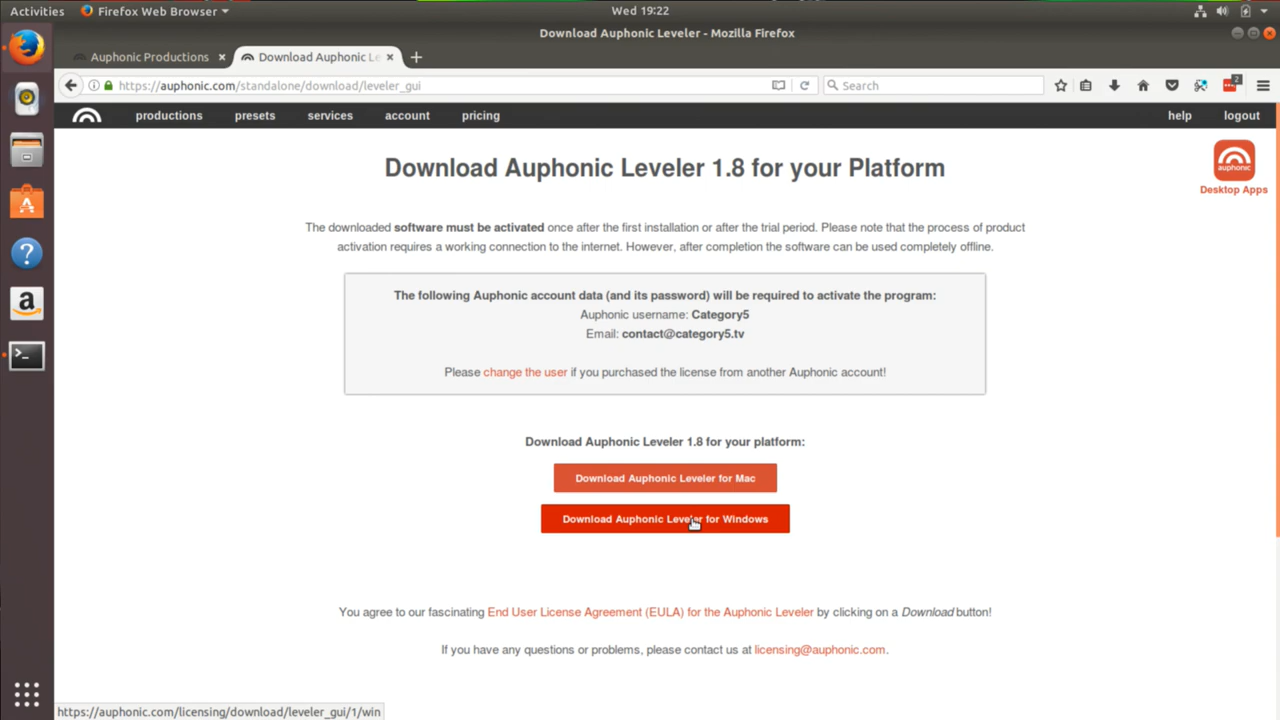 Activities
Firefox Web Browser
Wed 19:22
Download Auphonic Leveler - Mozilla Firefox
Auphonic Productions
Download Auphonic Le
https://auphonic.com/standalone/download/leveler_gui
Search
2
productions
presets
services
account
pricing
help
logout
Download Auphonic Leveler 1.8 for your Platform
auphonic
Desktop Apps
The downloaded software must be activated once after the first installation or after the trial period. Please note that the process of product
activation requires a working connection to the internet. However, after completion the software can be used completely offline.
The following Auphonic account data (and its password) will be required to activate the program:
Auphonic username: Category5
Email: contact@category5.tv
Please change the user if you purchased the license from another Auphonic account!
Download Auphonic Leveler 1.8 for your platform:
Download Auphonic Leveler for Mac
Download Auphonic Leveler for Windows
You agree to our fascinating End User License Agreement (EULA) for the Auphonic Leveler by clicking on a Download button!
If you have any questions or problems, please contact us at licensing@auphonic.com.
https://auphonic.com/licensing/download/leveler_gui/1/win